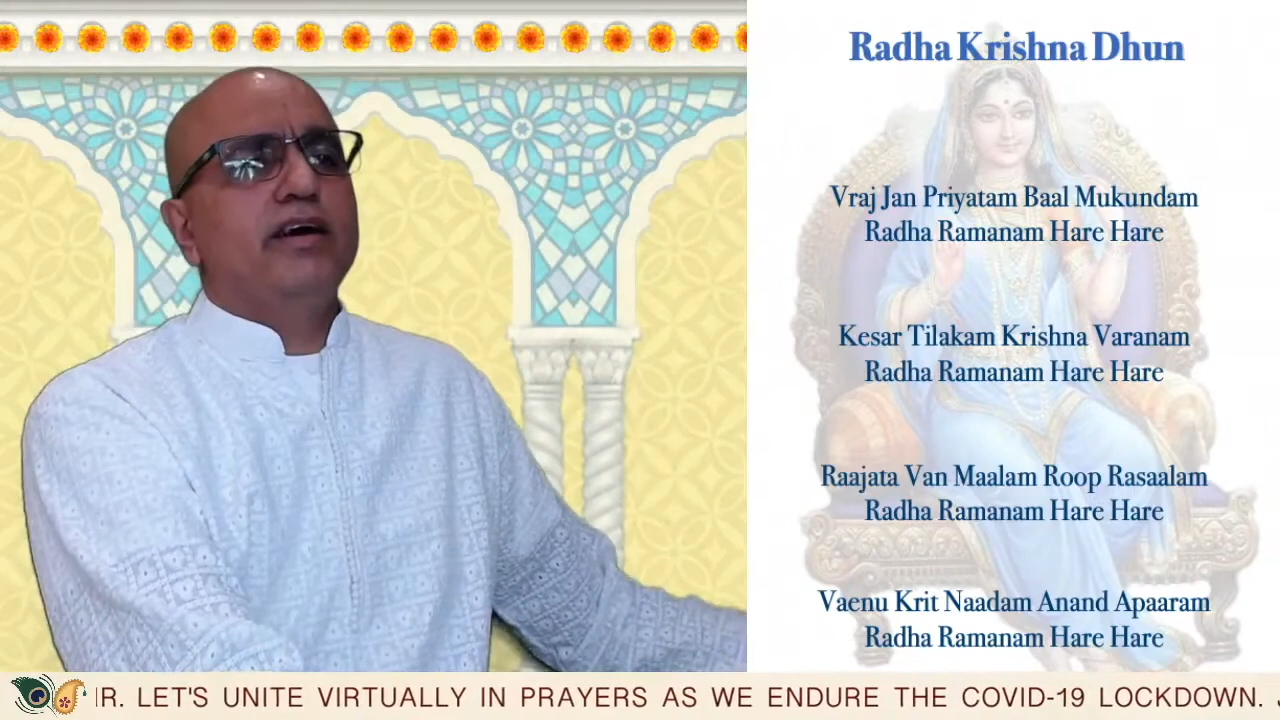 Radha Krishna Dhun
Vraj Jan Priyatam Baal Mukundam
Radha Ramanam Hare Hare
Kesar Tilakam Krishna Varanam
Radha Ramanam Hare Hare
Raajata Van Maalam Roop Rasaalam
Radha Ramanam Hare Hare
Vaenu Krit Naadam Anand Apaaram
Radha Ramanam Hare Hare
LET'S UNITE VIRTUALLY IN PRAYERS AS WE ENDURE THE COVID-19 LOCKDOWN.